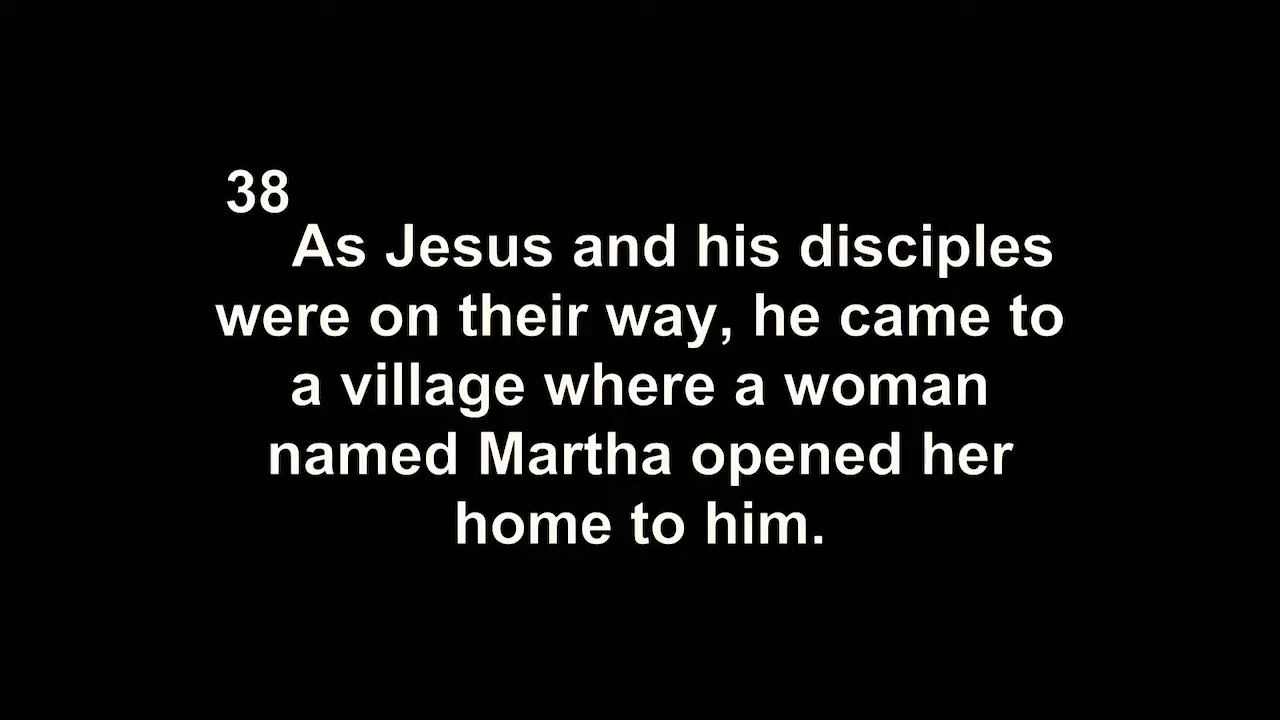 38
As Jesus and his disciples
were on their way, he came to
a village where a woman
named Martha opened her
home to him.